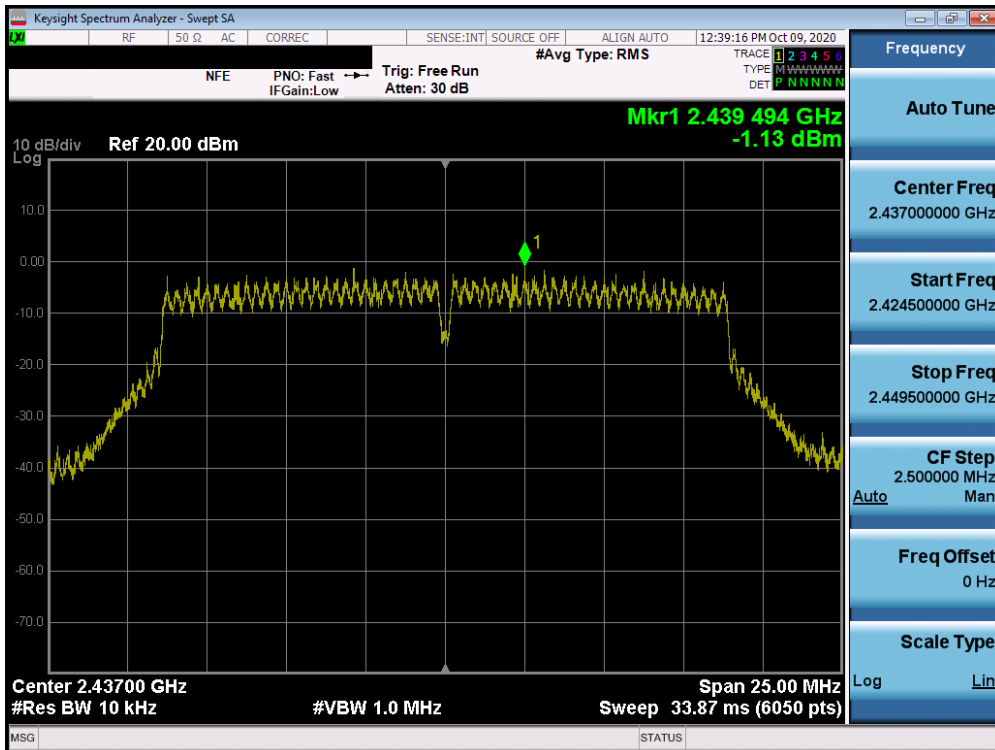 Keysight Spectrum Analyzer - Swept SA
LXI RF 50 Ω AC CORREC SENSE:INT SOURCE OFF ALIGN AUTO 12:39:16 PM Oct 09, 2020
#Avg Type: RMS
TRACE 1 2 3 4 5 6
TYPE M WWWWW
DET P N N N N N
NFE PNO: Fast Trig: Free Run
IFGain:Low Atten: 30 dB
Mkr1 2.439 494 GHz
-1.13 dBm
10 dB/div Ref 20.00 dBm
Log
10.0
0.00
-10.0
-20.0
-30.0
-40.0
-50.0
-60.0
-70.0
1
Center 2.43700 GHz Span 25.00 MHz
#Res BW 10 kHz #VBW 1.0 MHz Sweep 33.87 ms (6050 pts)
MSG STATUS
Frequency
Auto Tune
Center Freq
2.437000000 GHz
Start Freq
2.424500000 GHz
Stop Freq
2.449500000 GHz
CF Step
2.500000 MHz
Auto Man
Freq Offset
0 Hz
Scale Type
Log Lin